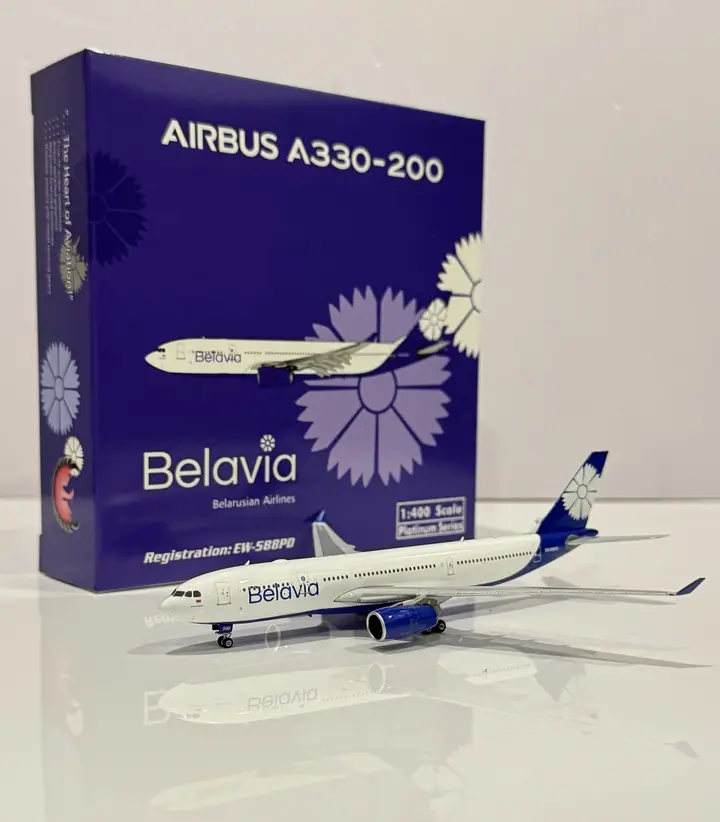 AIRBUS A330-200
"...The Heart of Aviation!"
Belavia
Belavia
Belarusian Airlines
1:400 Scale
Platinum Series
Registration: EW-588PD
Belavia